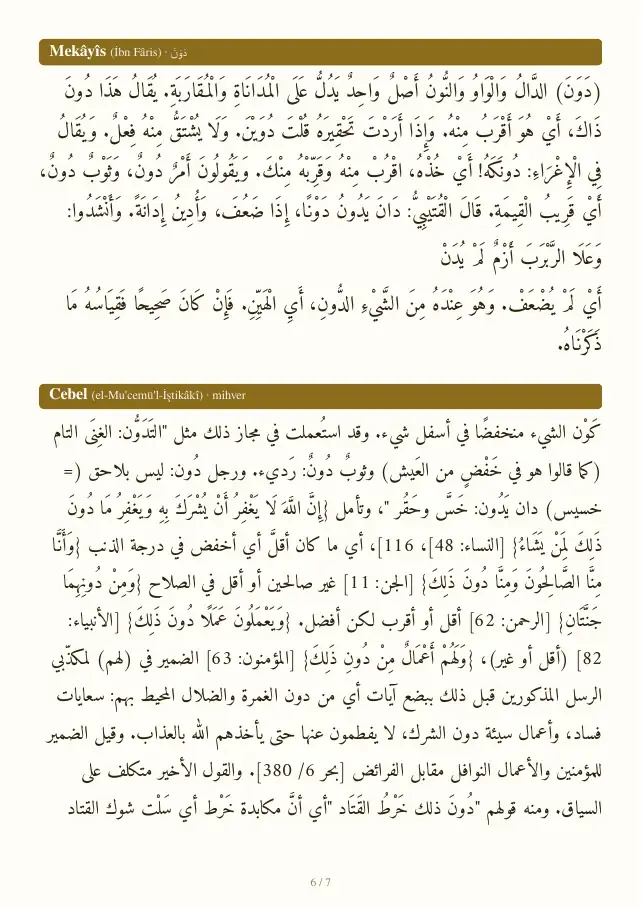 Mekâyîs (İbn Fâris) · دَوَنَ
(دَوَنَ) الدَّالُ وَالْوَاوُ وَالنُّونُ أَصْلٌ وَاحِدٌ يَدُلُّ عَلَى الْمُدَانَاةِ وَالْمُقَارَبَةِ. يُقَالُ هَذَا دُونَ
ذَاكَ، أَيْ هُوَ أَقْرَبُ مِنْهُ. وَإِذَا أَرَدْتَ تَحْقِيرَهُ قُلْتَ دُوَيْنَ. وَلَا يُشْتَقُّ مِنْهُ فِعْلٌ. وَيُقَالُ
فِي الْإِغْرَاءِ: دُونَكَهُ! أَيْ خُذْهُ، اقْرُبْ مِنْهُ وَقَرِّبْهُ مِنْكَ. وَيَقُولُونَ أَمْرٌ دُونٌ، وَثَوْبٌ دُونٌ،
أَيْ قَرِيبُ الْقِيمَةِ. قَالَ الْقُتَيْبِيُّ: دَانَ يَدُونُ دَوْنًا، إِذَا ضَعُفَ، وَأُدِينُ إِدَانَةً. وَأَنْشَدُوا:
وَعَلَا الرَّبْرَبَ أَزْمٌ لَمْ يُدَنْ
أَيْ لَمْ يُضْعَفْ. وَهُوَ عِنْدَهُ مِنَ الشَّيْءِ الدُّونِ، أَيِ الْهَيِّنِ. فَإِنْ كَانَ صَحِيحًا فَقِيَاسُهُ مَا
ذَكَرْنَاهُ.
Cebel (el-Mu'cemü'l-İştikâkî) · mihver
كَوْن الشيء منخفضًا في أسفل شيء. وقد استُعملت في مجاز ذلك مثل "التَدَوُّن: الغِنَى التام
(كما قالوا هو في خَفْضٍ من العَيش) وثوبٌ دُونٌ: رَديء. ورجل دُون: ليس بلاحق (=
خسيس) دان يَدُون: خَسَّ وحَقُر "، وتأمل {إِنَّ اللَّهَ لَا يَغْفِرُ أَنْ يُشْرَكَ بِهِ وَيَغْفِرُ مَا دُونَ
ذَلِكَ لِمَنْ يَشَاءُ} [النساء: 48]، 116]، أي ما كان أقلَّ أي أخفض في درجة الذنب {وَأَنَّا
مِنَّا الصَّالِحُونَ وَمِنَّا دُونَ ذَلِكَ} [الجن: 11] غير صالحين أو أقل في الصلاح {وَمِنْ دُونِهِمَا
جَنَّتَانِ} [الرحمن: 62] أقل أو أقرب لكن أفضل. {وَيَعْمَلُونَ عَمَلًا دُونَ ذَلِكَ} [الأنبياء:
82] (أقل أو غير)، {وَلَهُمْ أَعْمَالٌ مِنْ دُونِ ذَلِكَ} [المؤمنون: 63] الضمير في (لهم) لمكذّبي
الرسل المذكورين قبل ذلك ببضع آيات أي من دون الغمرة والضلال المحيط بهم: سعايات
فساد، وأعمال سيئة دون الشرك، لا يفطمون عنها حتى يأخذهم الله بالعذاب. وقيل الضمير
للمؤمنين والأعمال النوافل مقابل الفرائض [بحر 6/ 380]. والقول الأخير متكلف على
السياق. ومنه قولهم "دُونَ ذلك خَرْطُ القَتَاد "أي أنَّ مكابدة خَرْط أي سَلْت شوك القتاد
6 / 7